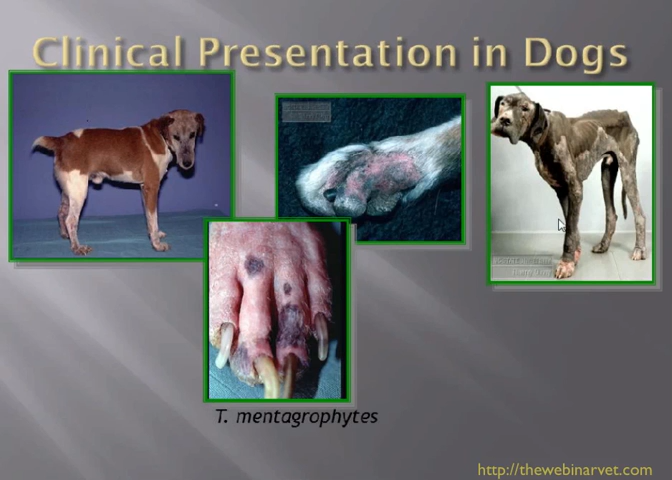 Clinical Presentation in Dogs
T. mentagrophytes
http://thewebinarvet.com